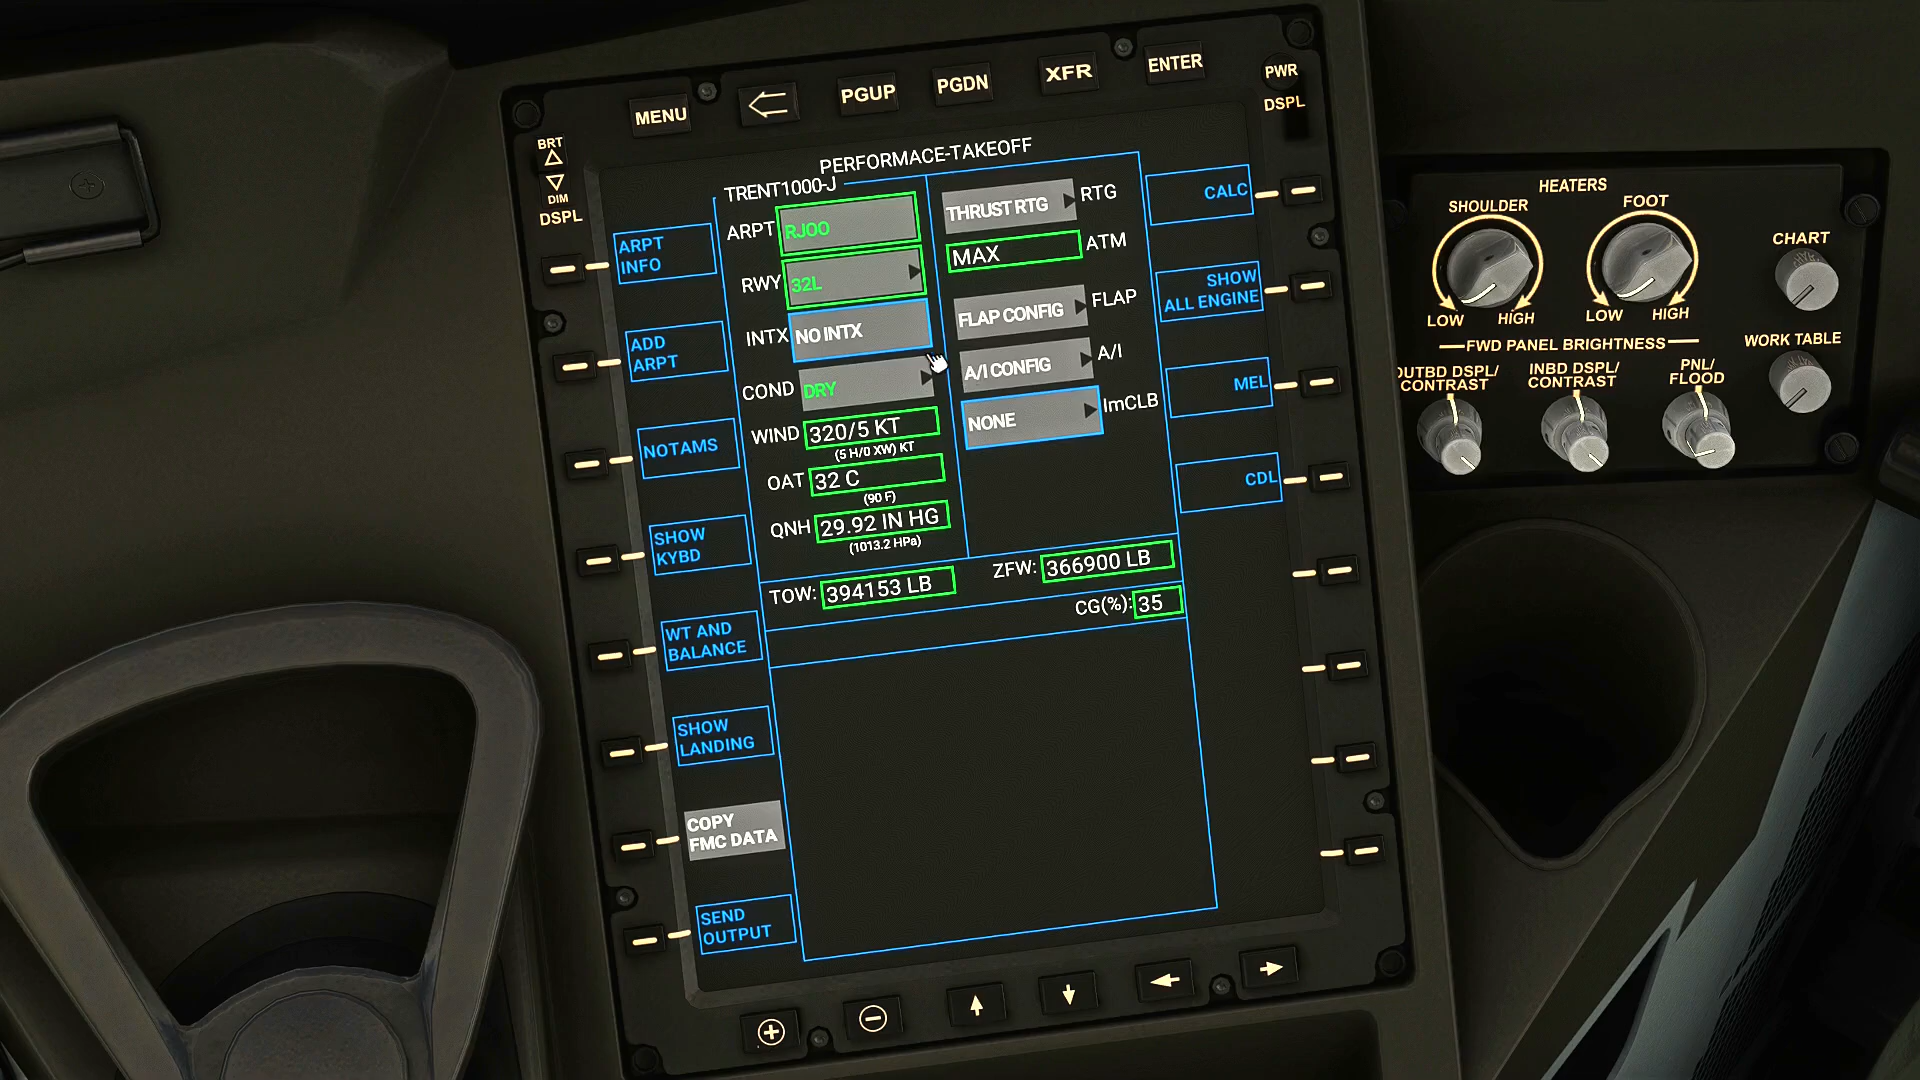 MENU
PGUP
PGDN
XFR
ENTER
PWR
DSPL
BRT
DIM
DSPL
PERFORMACE-TAKEOFF
TRENT1000-J
ARPT RJOO
RWY 32L
INTX NO INTX
COND DRY
WIND 320/5 KT
(5 H/0 XW) KT
OAT 32 C
(90 F)
QNH 29.92 IN HG
(1013.2 HPa)
THRUST RTG RTG
MAX ATM
FLAP CONFIG FLAP
A/I CONFIG A/I
NONE ImCLB
TOW: 394153 LB
ZFW: 366900 LB
CG(%): 35
ARPT
INFO
ADD
ARPT
NOTAMS
SHOW
KYBD
WT AND
BALANCE
SHOW
LANDING
COPY
FMC DATA
SEND
OUTPUT
CALC
SHOW
ALL ENGINE
MEL
CDL
HEATERS
SHOULDER
FOOT
LOW
HIGH
LOW
HIGH
CHART
FWD PANEL BRIGHTNESS
WORK TABLE
OUTBD DSPL/
CONTRAST
INBD DSPL/
CONTRAST
PNL/
FLOOD